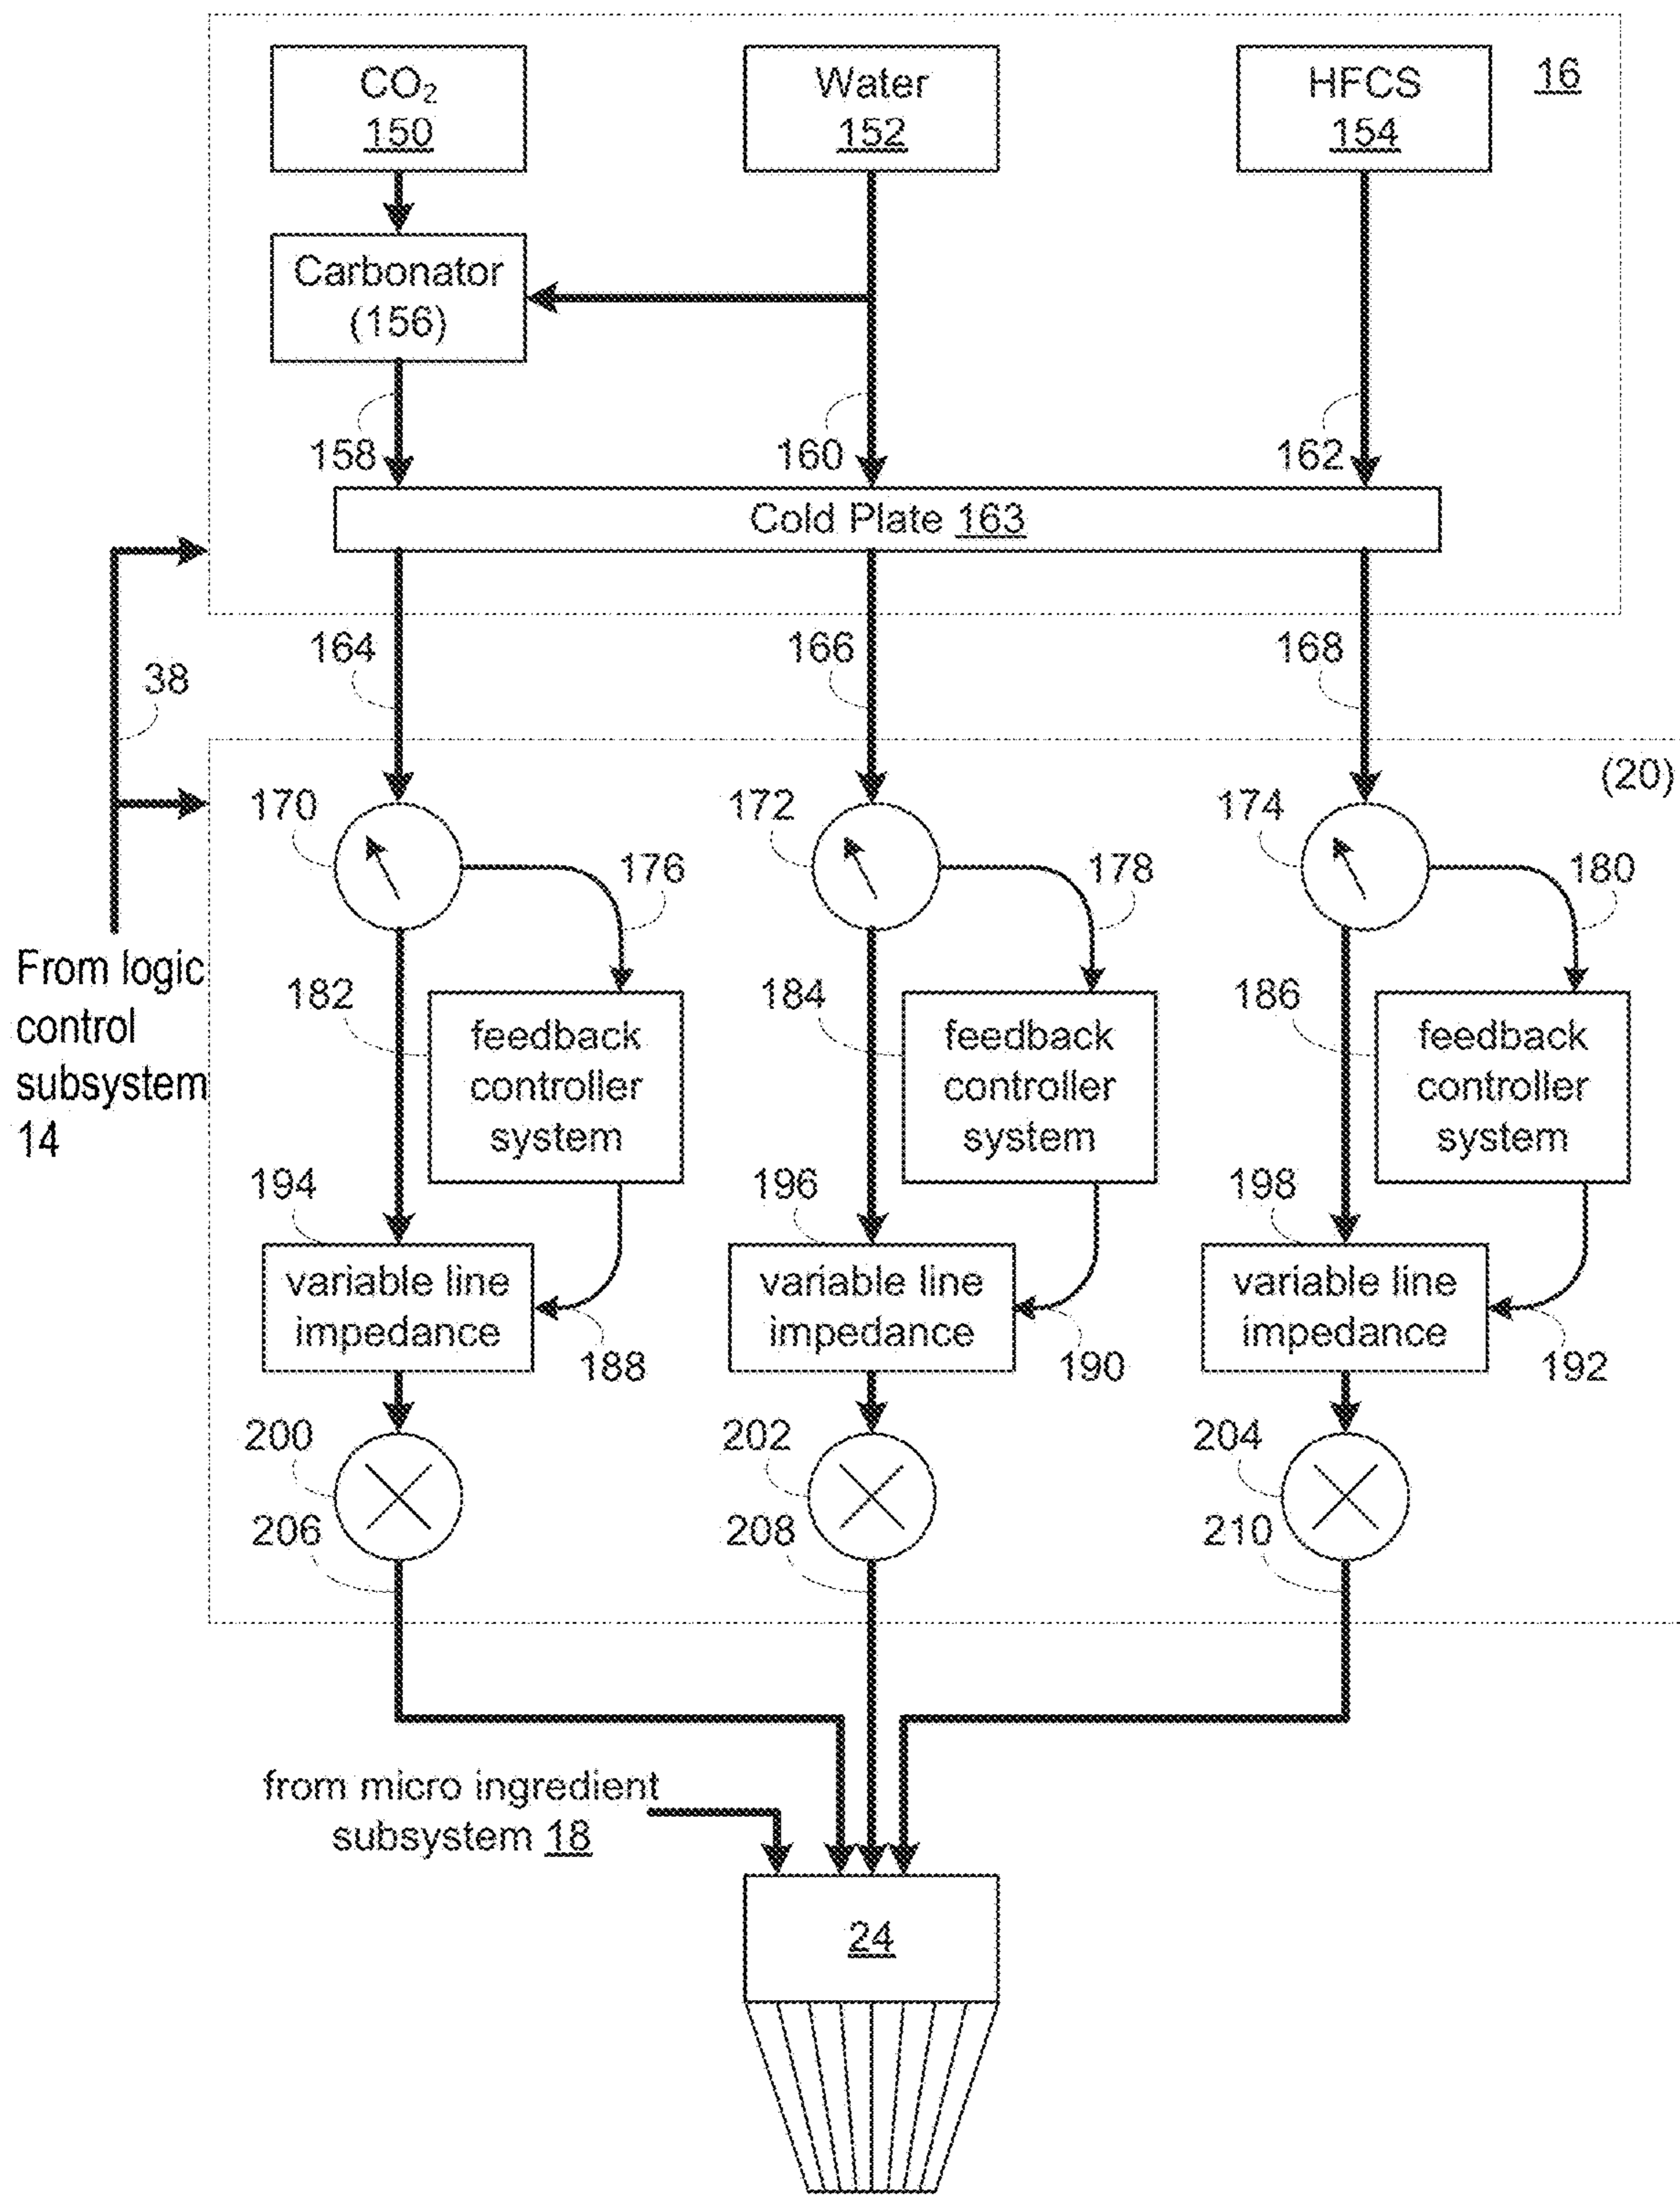 CO₂
150
Water
152
HFCS
154
16
Carbonator
(156)
158
160
162
Cold Plate 163
164
166
168
38
(20)
170
172
174
176
178
180
From logic
control
subsystem
14
182
184
186
feedback
controller
system
feedback
controller
system
feedback
controller
system
194
196
198
variable line
impedance
variable line
impedance
variable line
impedance
188
190
192
200
202
204
206
208
210
from micro ingredient
subsystem 18
24